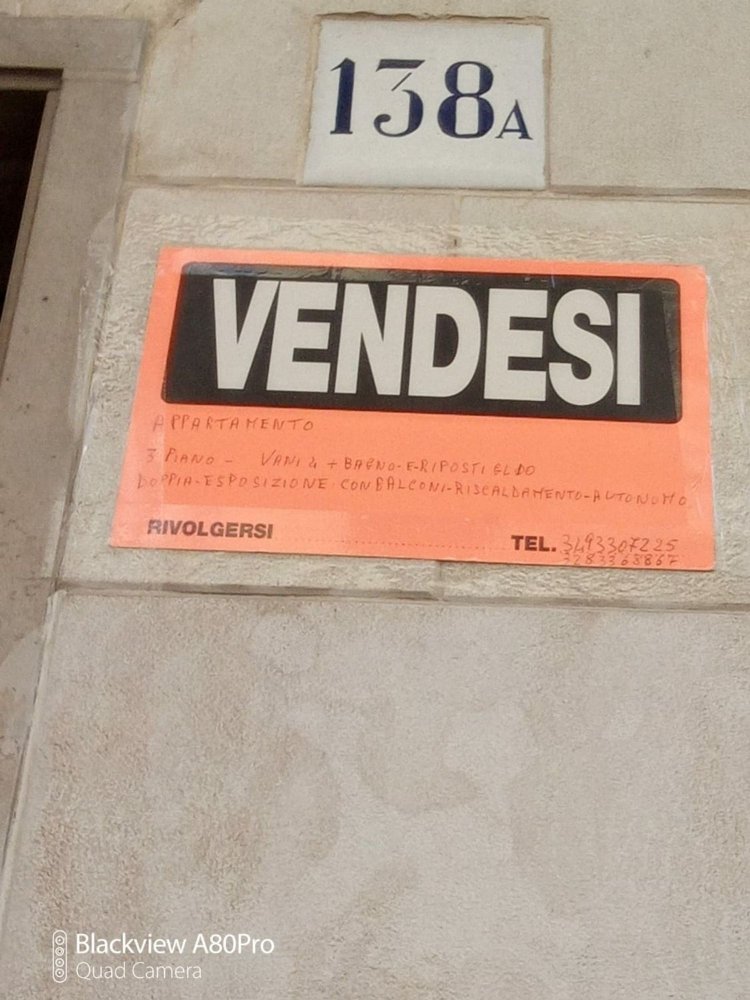 138A
VENDESI
APPARTAMENTO
3 PIANO - VANI 4 + BAGNO-E-RIPOSTIGLIO
DOPPIA-ESPOSIZIONE-CON BALCONI-RISCALDAMENTO-AUTONOMO
RIVOLGERSI TEL. 3493307225
3283368867
Blackview A80Pro
Quad Camera